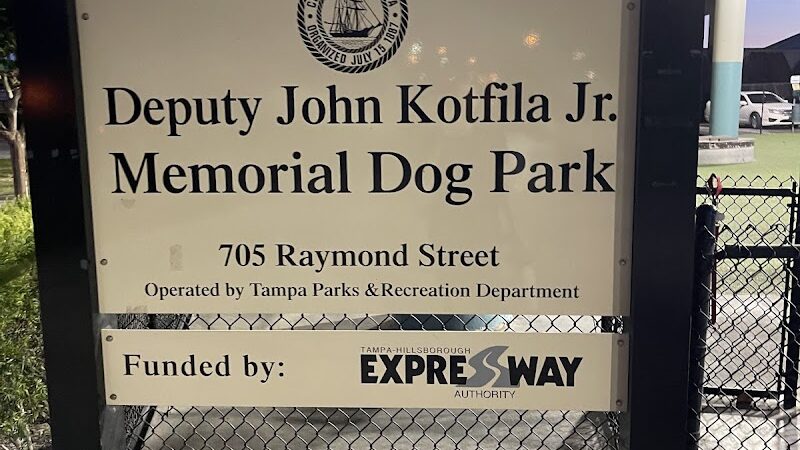 ORGANIZED JULY 15 1887
Deputy John Kotfila Jr.
Memorial Dog Park
705 Raymond Street
Operated by Tampa Parks &Recreation Department
Funded by:
TAMPA-HILLSBOROUGH
EXPRESSWAY
AUTHORITY